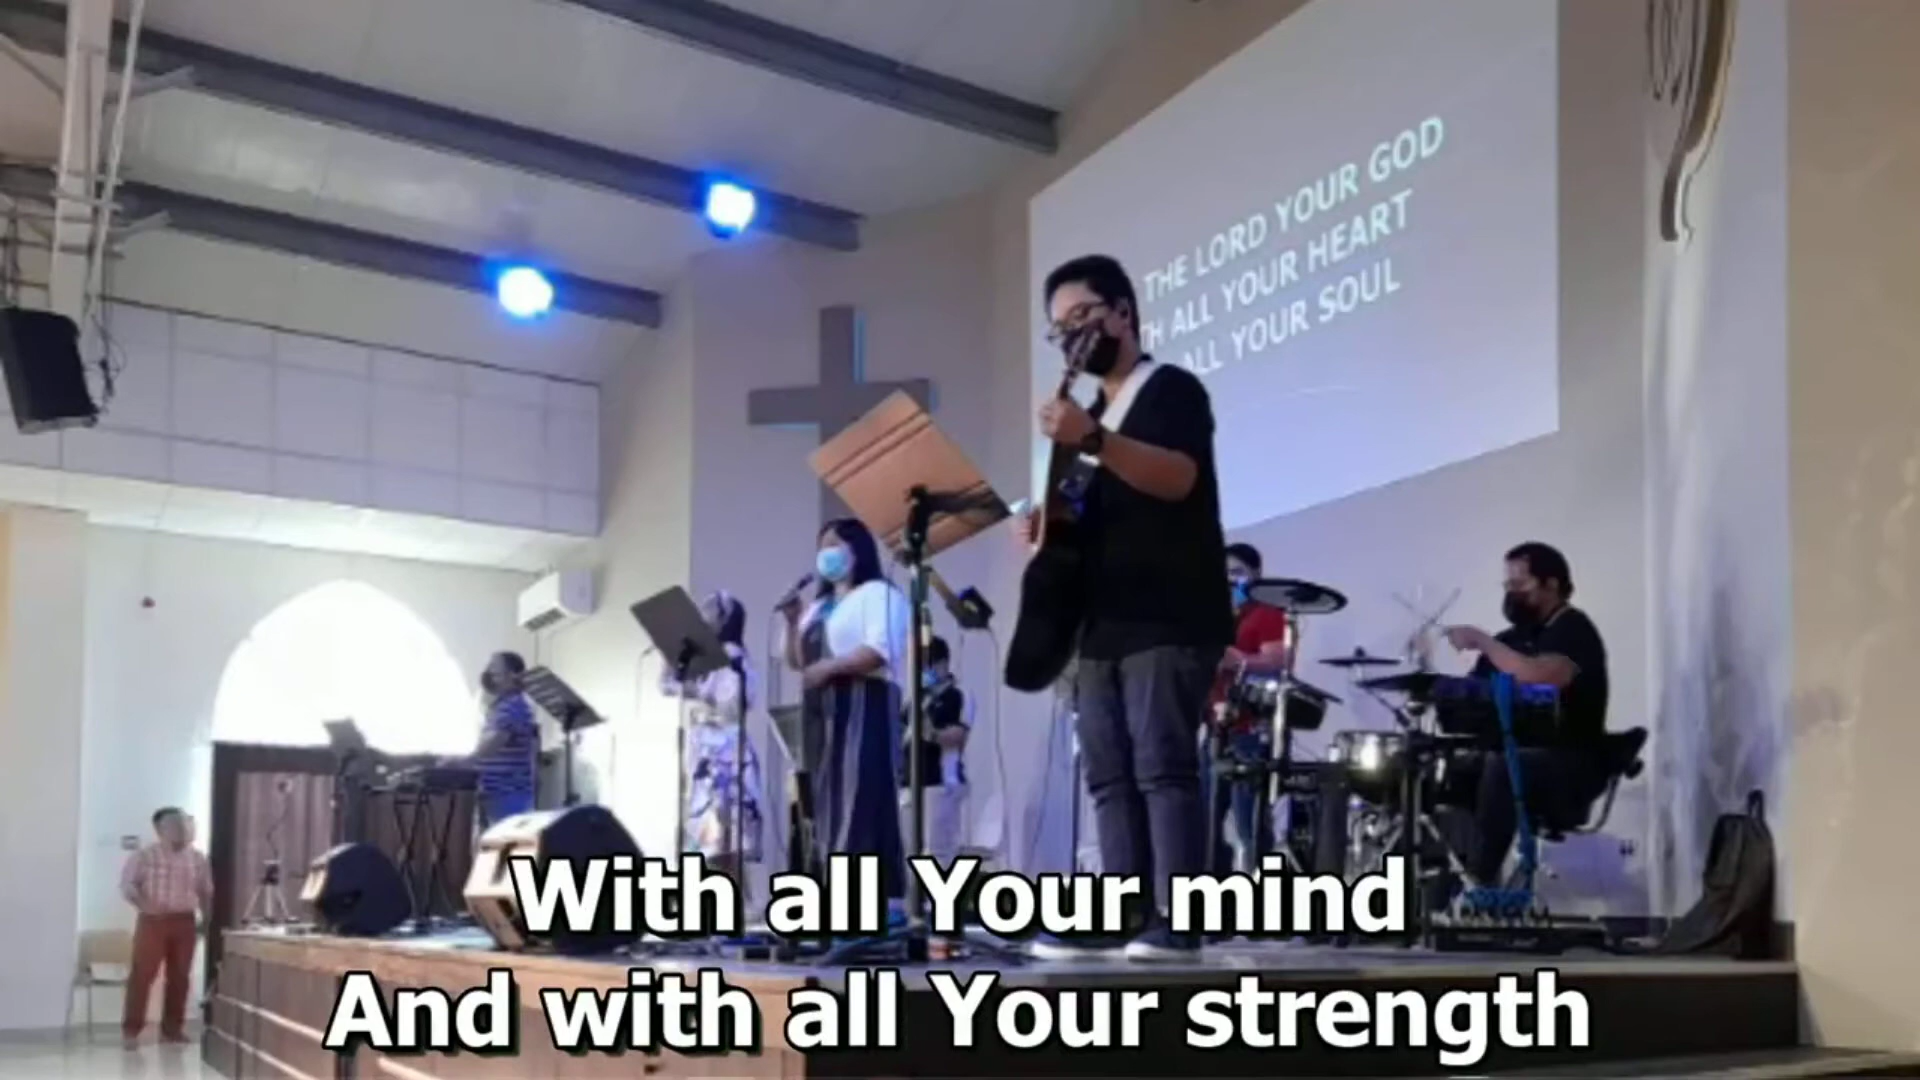 THE LORD YOUR GOD
ALL YOUR HEART
ALL YOUR SOUL
With all Your mind
And with all Your strength